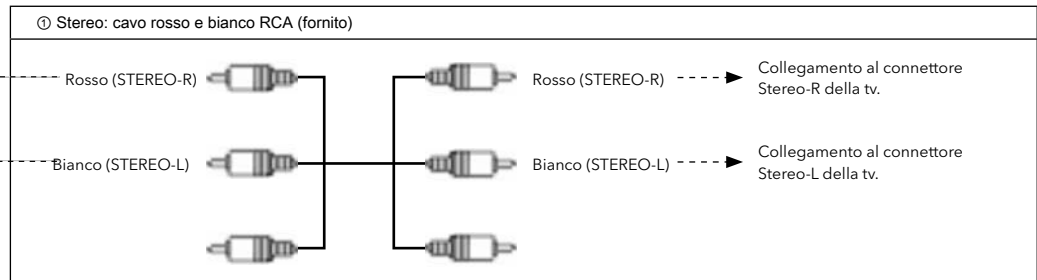 ① Stereo: cavo rosso e bianco RCA (fornito)
Rosso (STEREO-R)
Rosso (STEREO-R)
Collegamento al connettore
Stereo-R della tv.
Bianco (STEREO-L)
Bianco (STEREO-L)
Collegamento al connettore
Stereo-L della tv.